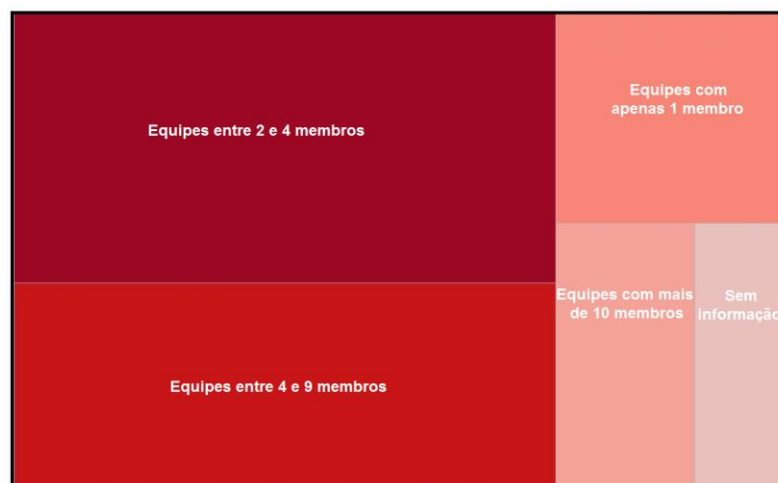 Equipes com
apenas 1 membro
Equipes entre 2 e 4 membros
Equipes com mais
de 10 membros
Sem
informação
Equipes entre 4 e 9 membros